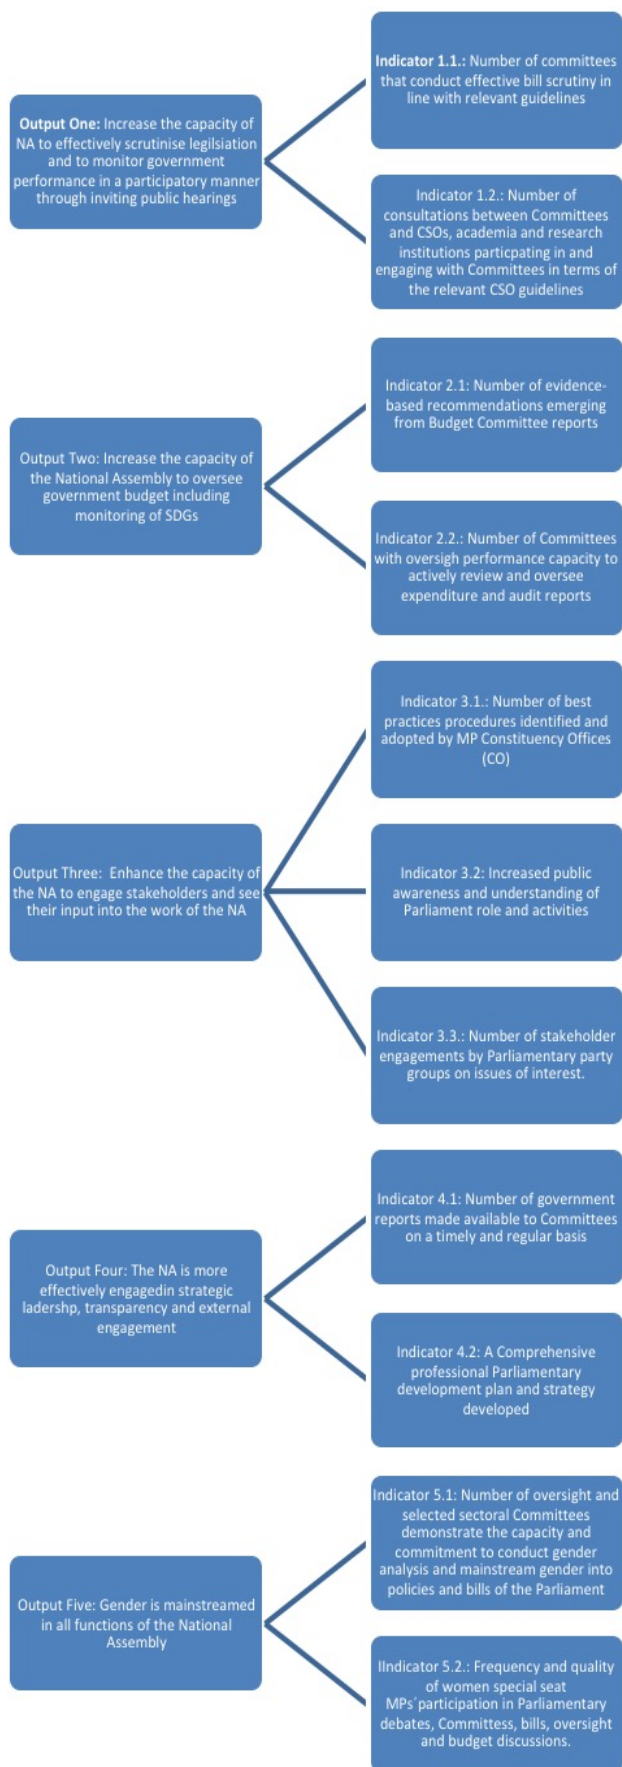 Output One: Increase the capacity of
NA to effectively scrutinise legilsiation
and to monitor government
performance in a participatory manner
through inviting public hearings
Indicator 1.1.: Number of committees
that conduct effective bill scrutiny in
line with relevant guidelines
Indicator 1.2.: Number of
consultations between Committees
and CSOs, academia and research
institutions particpating in and
engaging with Committees in terms of
the relevant CSO guidelines
Output Two: Increase the capacity of
the National Assembly to oversee
government budget including
monitoring of SDGs
Indicator 2.1: Number of evidence-
based recommendations emerging
from Budget Committee reports
Indicator 2.2.: Number of Committees
with oversigh performance capacity to
actively review and oversee
expenditure and audit reports
Output Three:  Enhance the capacity of
the NA to engage stakeholders and see
their input into the work of the NA
Indicator 3.1.: Number of best
practices procedures identified and
adopted by MP Constituency Offices
(CO)
Indicator 3.2: Increased public
awareness and understanding of
Parliament role and activities
Indicator 3.3.: Number of stakeholder
engagements by Parliamentary party
groups on issues of interest.
Output Four: The NA is more
effectively engagedin strategic
ladershp, transparency and external
engagement
Indicator 4.1: Number of government
reports made available to Committees
on a timely and regular basis
Indicator 4.2: A Comprehensive
professional Parliamentary
development plan and strategy
developed
Output Five: Gender is mainstreamed
in all functions of the National
Assembly
Indicator 5.1: Number of oversight and
selected sectoral Committees
demonstrate the capacity and
commitment to conduct gender
analysis and mainstream gender into
policies and bills of the Parliament
IIndicator 5.2.: Frequency and quality
of women special seat
MPs´participation in Parliamentary
debates, Committess, bills, oversight
and budget discussions.